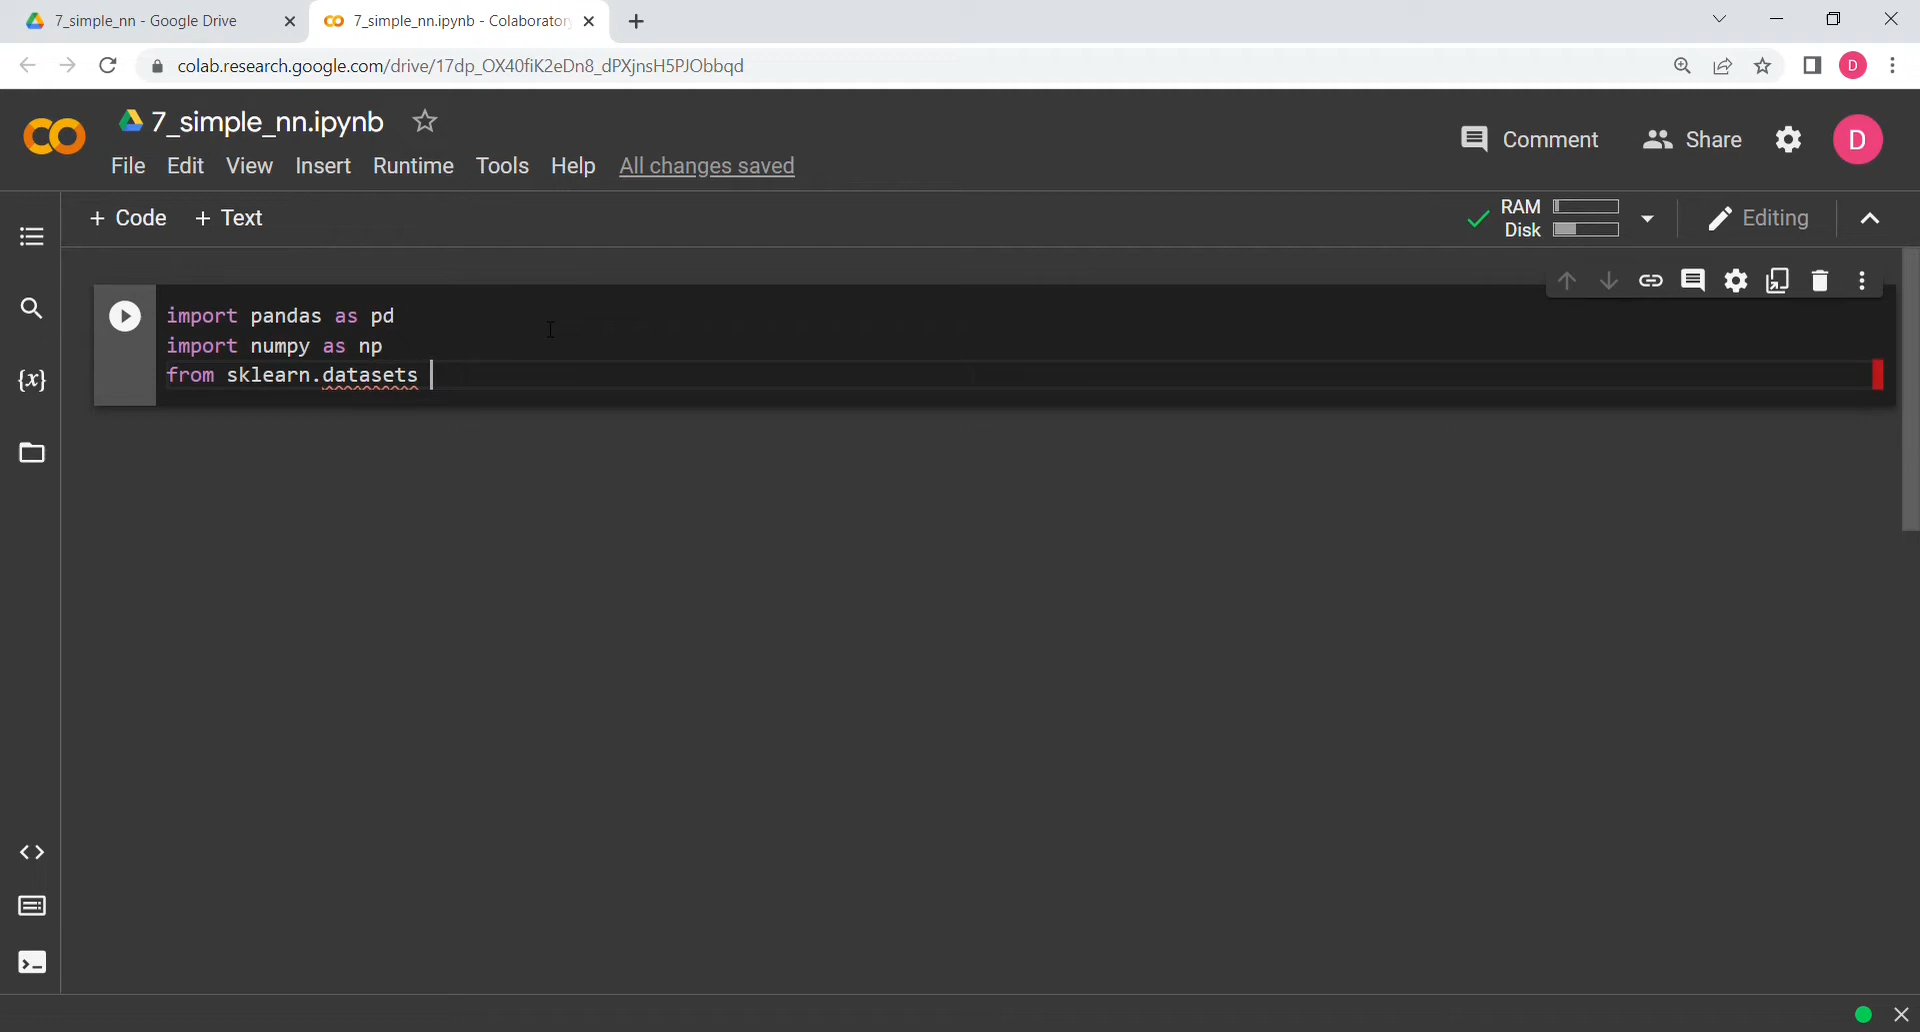 7_simple_nn - Google Drive
7_simple_nn.ipynb - Colaborator
colab.research.google.com/drive/17dp_OX40fiK2eDn8_dPXjnsH5PJObbqd
D
7_simple_nn.ipynb
Comment
Share
D
File Edit View Insert Runtime Tools Help All changes saved
+ Code + Text
RAM
Disk
Editing
import pandas as pd
import numpy as np
from sklearn.datasets
{x}